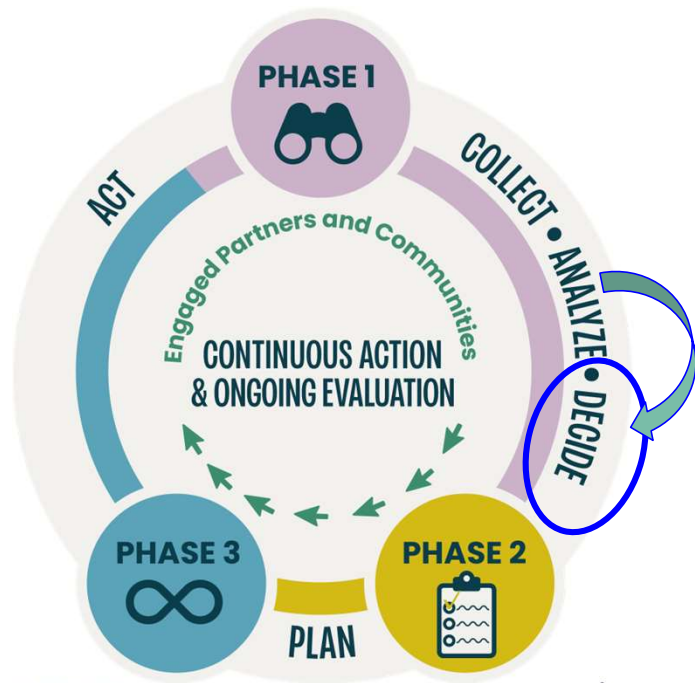 PHASE 1
COLLECT • ANALYZE • DECIDE
ACT
Engaged Partners and Communities
CONTINUOUS ACTION
& ONGOING EVALUATION
PHASE 3
PHASE 2
PLAN